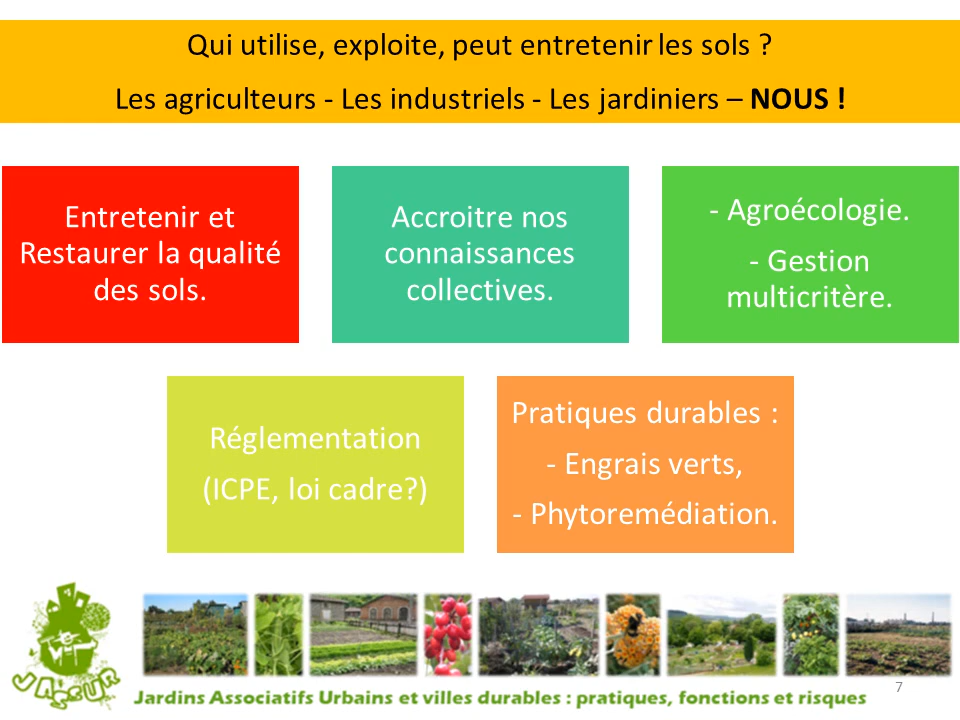 Qui utilise, exploite, peut entretenir les sols ?
Les agriculteurs - Les industriels - Les jardiniers – NOUS !
Entretenir et
Restaurer la qualité
des sols.
Accroitre nos
connaissances
collectives.
- Agroécologie.
- Gestion
multicritère.
Réglementation
(ICPE, loi cadre?)
Pratiques durables :
- Engrais verts,
- Phytoremédiation.
JASSUR
Jardins Associatifs Urbains et villes durables : pratiques, fonctions et risques
7